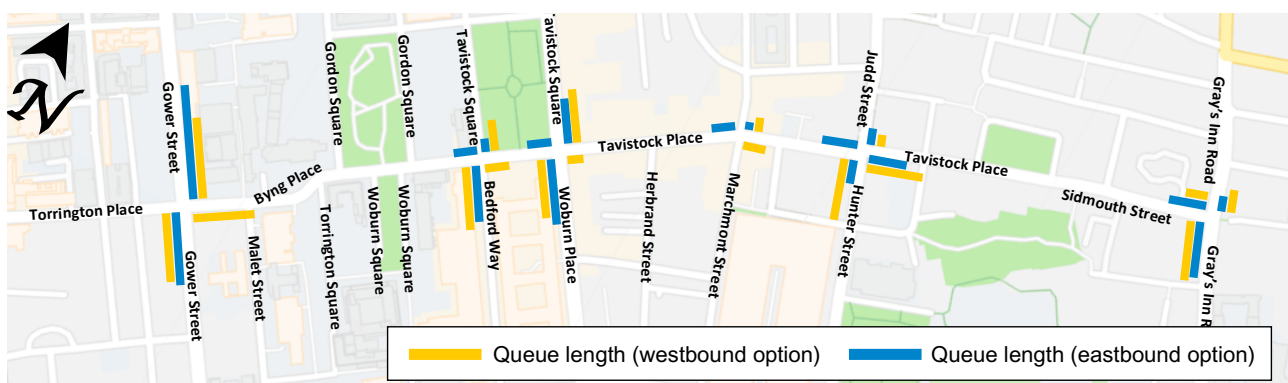 N
Gower Street
Gordon Square
Gordon Square
Tavistock Square
Tavistock Square
Judd Street
Gray's Inn Road
Torrington Place
Byng Place
Tavistock Place
Tavistock Place
Sidmouth Street
Gower Street
Malet Street
Torrington Square
Woburn Square
Woburn Square
Bedford Way
Woburn Place
Herbrand Street
Marchmont Street
Hunter Street
Gray's Inn R
Queue length (westbound option)
Queue length (eastbound option)